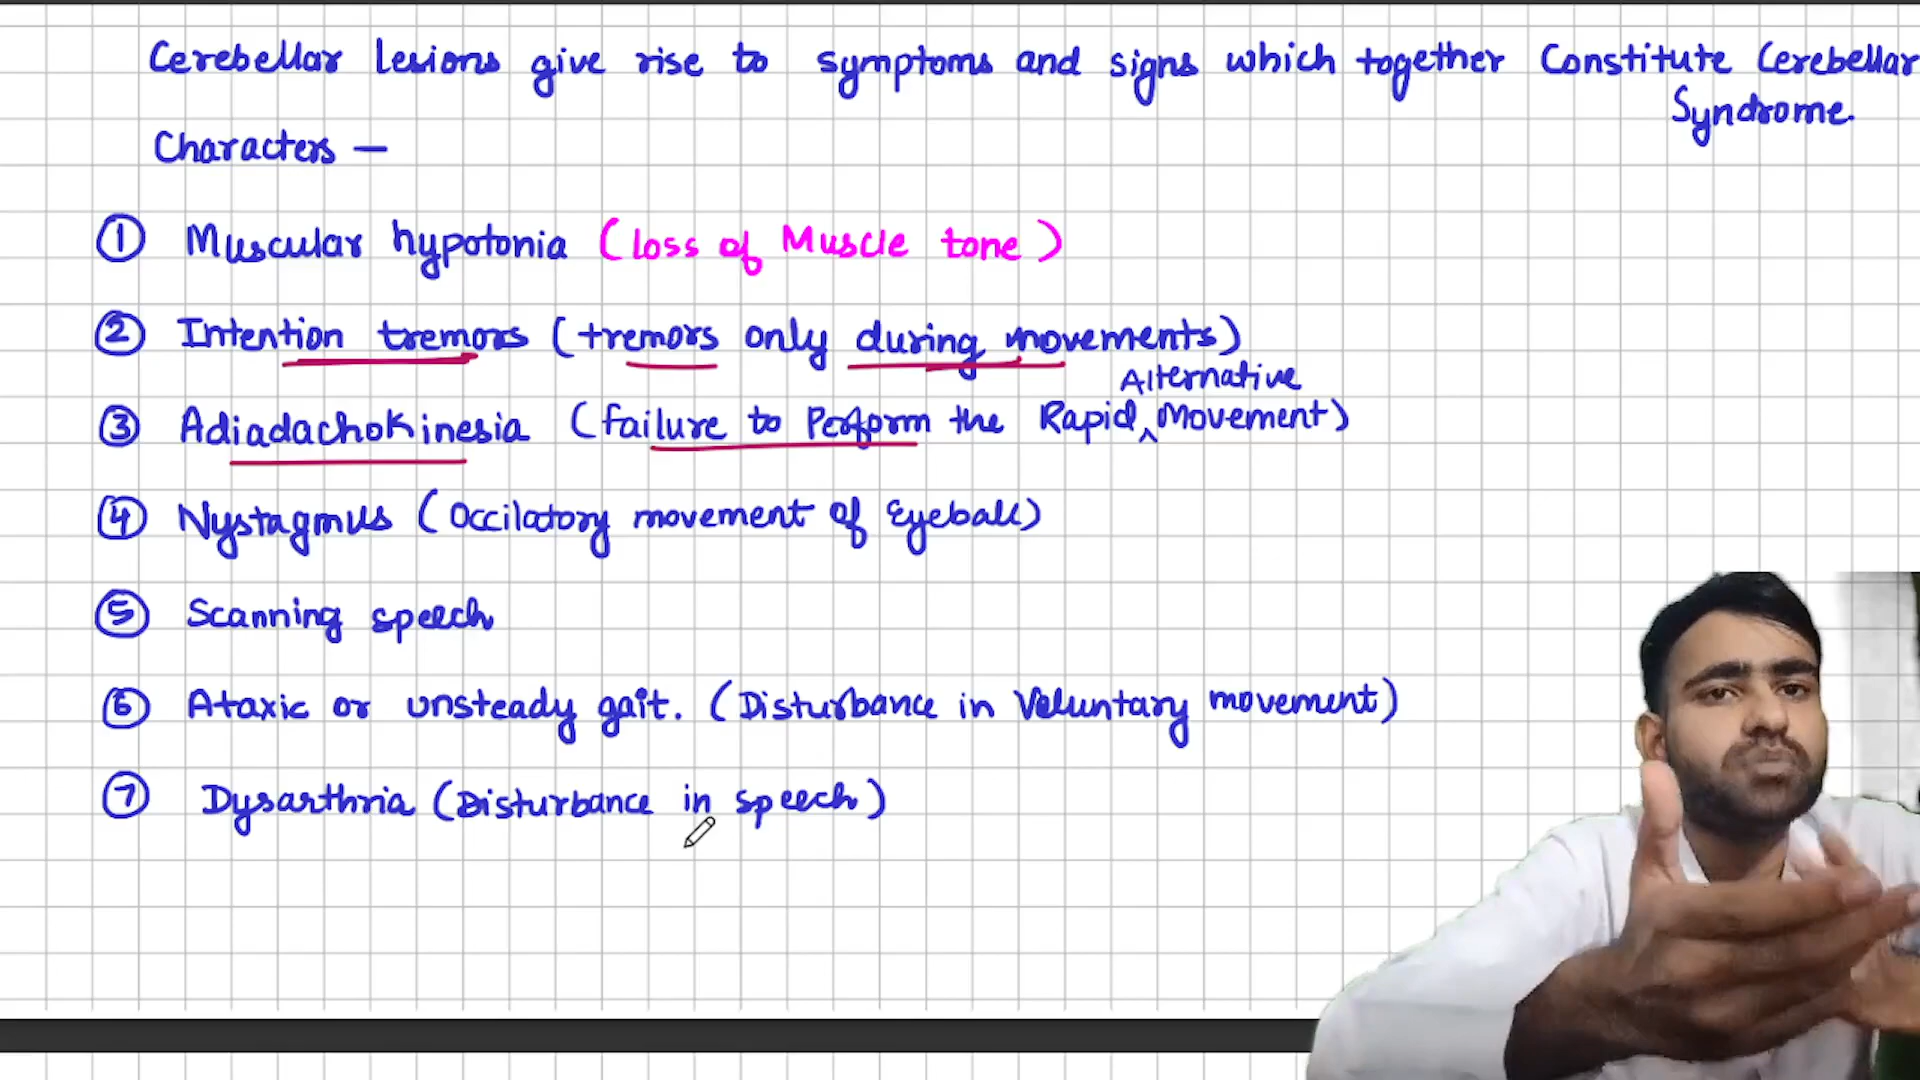 Cerebellar lesions give rise to symptoms and signs which together Constitute Cerebellar
Syndrome.
Characters —
① Muscular hypotonia (loss of Muscle tone)
② Intention tremors (tremors only during movements)
Alternative
③ Adiadachokinesia (failure to Perform the Rapid ^ Movement)
④ Nystagmus (Occilatory movement of Eyeball)
⑤ Scanning speech
⑥ Ataxic or unsteady gait. (Disturbance in Voluntary movement)
⑦ Dysarthria (Disturbance in speech)